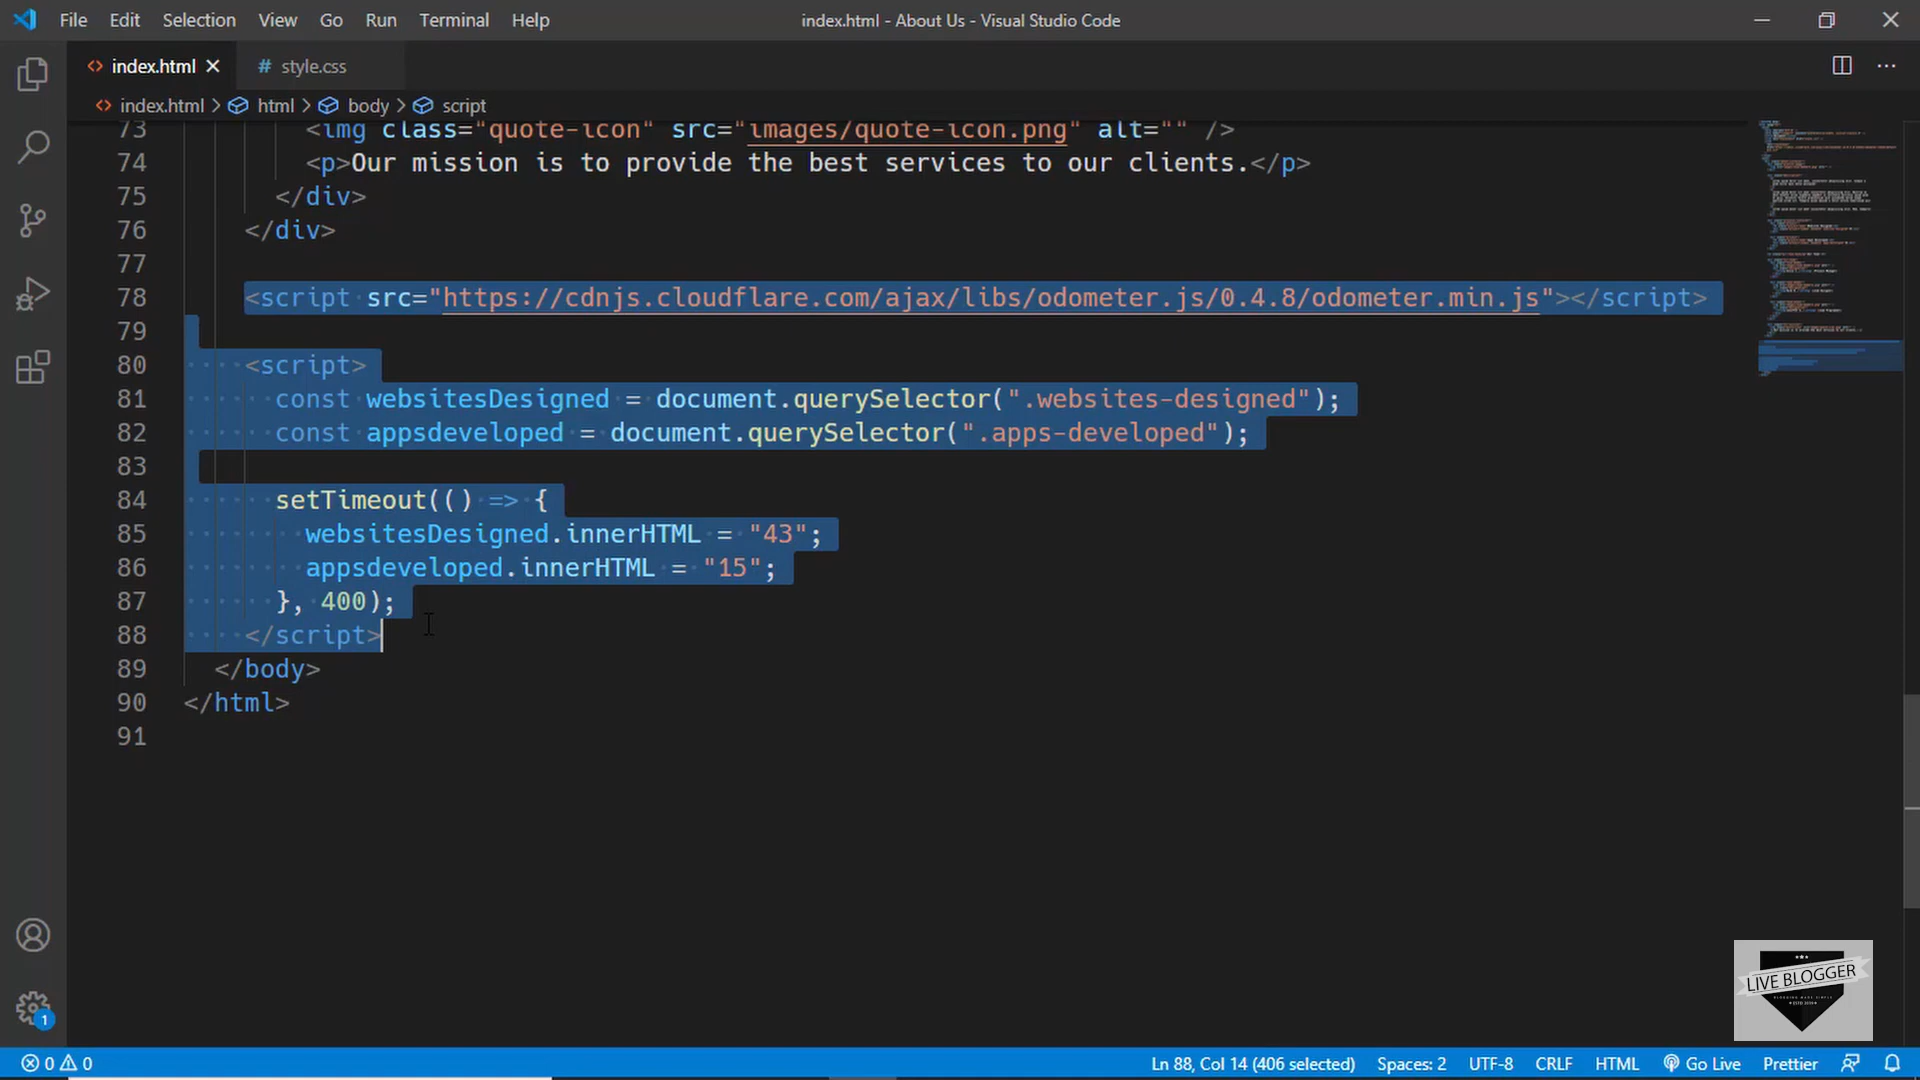 File Edit Selection View Go Run Terminal Help index.html - About Us - Visual Studio Code
index.html style.css
index.html > html > body > script
73 <img class="quote-icon" src="images/quote-icon.png" alt="" />
74 <p>Our mission is to provide the best services to our clients.</p>
75 </div>
76 </div>
77
78 <script src="https://cdnjs.cloudflare.com/ajax/libs/odometer.js/0.4.8/odometer.min.js"></script>
79
80 <script>
81 const websitesDesigned = document.querySelector(".websites-designed");
82 const appsdeveloped = document.querySelector(".apps-developed");
83
84 setTimeout(() => {
85 websitesDesigned.innerHTML = "43";
86 appsdeveloped.innerHTML = "15";
87 }, 400);
88 </script>
89 </body>
90 </html>
91
LIVE BLOGGER
1
0 0 Ln 88, Col 14 (406 selected) Spaces: 2 UTF-8 CRLF HTML Go Live Prettier